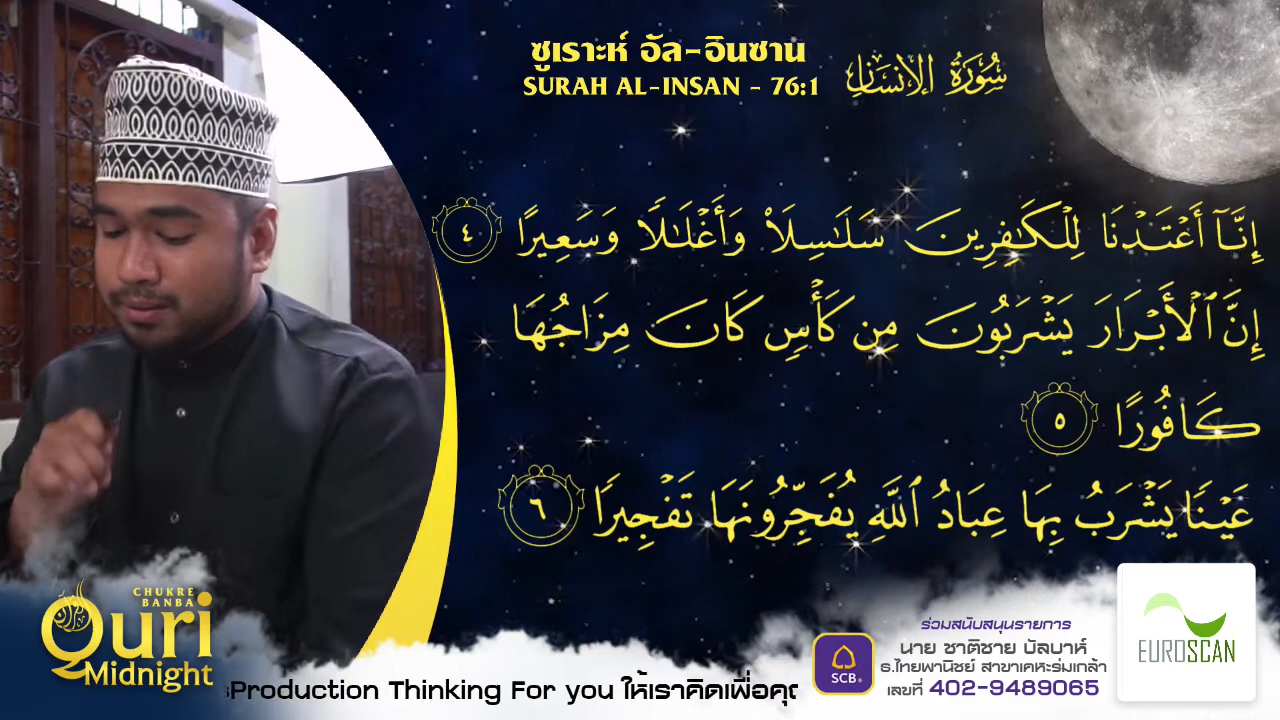 ซูเราะห์ อัล-อินซาน
SURAH AL-INSAN - 76:1
سُورَةُ الإِنسَانِ
إِنَّآ أَعۡتَدۡنَا لِلۡكَٰفِرِينَ سَلَٰسِلَاْ وَأَغۡلَٰلٗا وَسَعِيرًا ٤
إِنَّ ٱلۡأَبۡرَارَ يَشۡرَبُونَ مِن كَأۡسٖ كَانَ مِزَاجُهَا
كَافُورًا ٥
عَيۡنٗا يَشۡرَبُ بِهَا عِبَادُ ٱللَّهِ يُفَجِّرُونَهَا تَفۡجِيرٗا ٦
CHUKRE
BANBA
Quri
Midnight
sProduction Thinking For you ให้เราคิดเพื่อคุณ
ร่วมสนับสนุนรายการ
นาย ชาติชาย บัลบาห์
ธ.ไทยพานิชย์ สาขาเคหะร่มเกล้า
เลขที่ 402-9489065
SCB
EUROSCAN